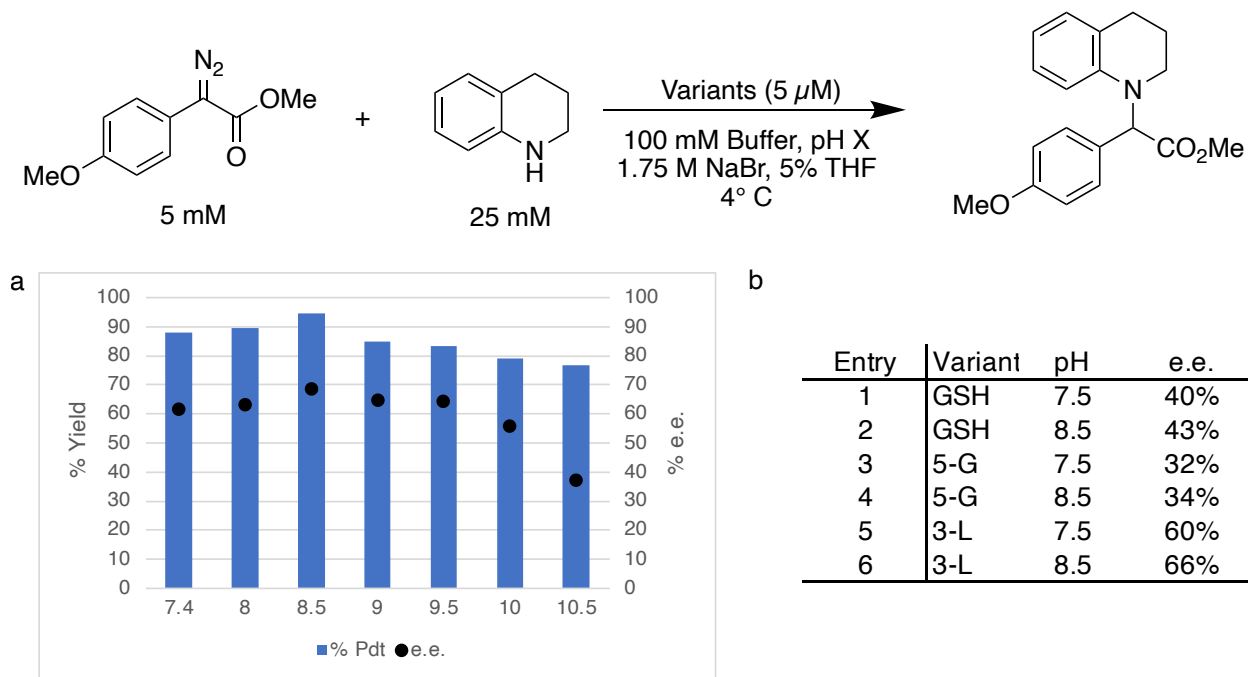 N2
OMe
O
MeO
5 mM
+
N
H
25 mM
Variants (5 µM)
100 mM Buffer, pH X
1.75 M NaBr, 5% THF
4° C
N
CO2Me
MeO
a
% Yield
100
90
80
70
60
50
40
30
20
10
0
7.4 8 8.5 9 9.5 10 10.5
100
90
80
70
60
50
40
30
20
10
0
% e.e.
% Pdt e.e.
b
Entry Variant pH e.e.
1 GSH 7.5 40%
2 GSH 8.5 43%
3 5-G 7.5 32%
4 5-G 8.5 34%
5 3-L 7.5 60%
6 3-L 8.5 66%